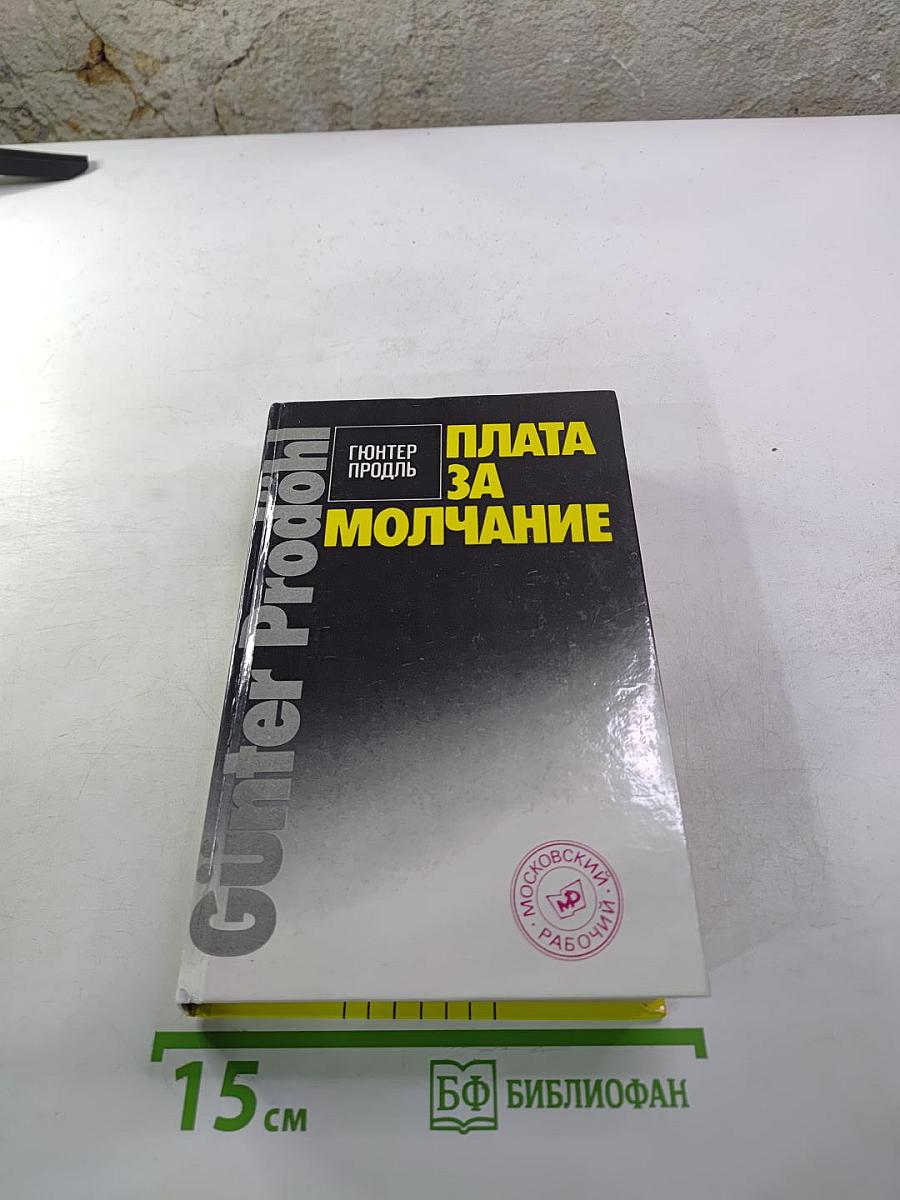 Günter Prodöhl
ГЮНТЕР
ПРОДЛЬ
ПЛАТА
ЗА
МОЛЧАНИЕ
· МОСКОВСКИЙ ·
РАБОЧИЙ
МР
15 см
БФ БИБЛИОФАН